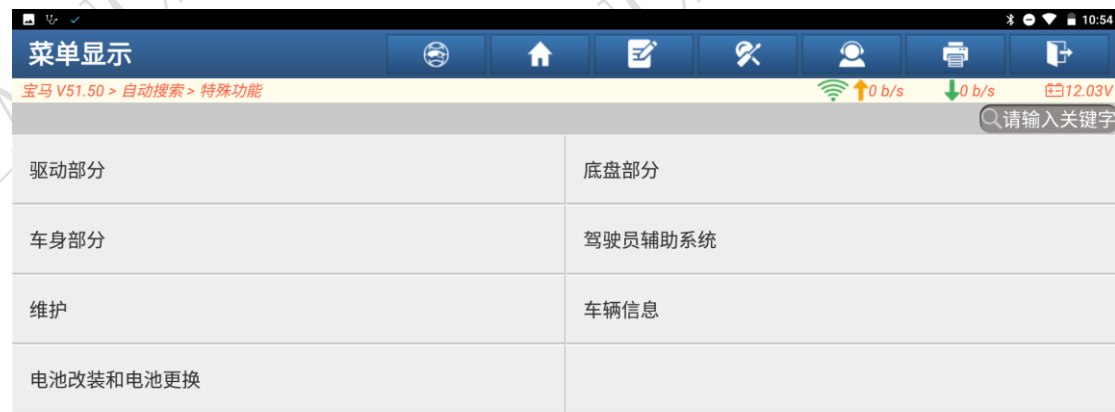 10:54
菜单显示
宝马 V51.50 > 自动搜索 > 特殊功能
0 b/s
0 b/s
12.03V
请输入关键字
驱动部分
底盘部分
车身部分
驾驶员辅助系统
维护
车辆信息
电池改装和电池更换